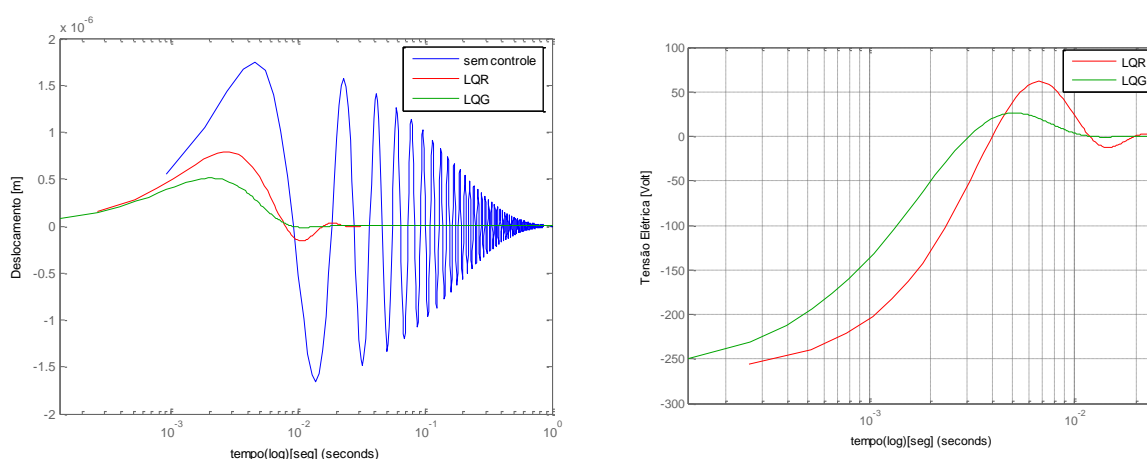 x 10-6
2
1.5
1
0.5
0
-0.5
-1
-1.5
-2
Deslocamento [m]
sem controle
LQR
LQG
10-3
10-2
10-1
100
tempo(log)[seg] (seconds)
100
50
0
-50
-100
-150
-200
-250
-300
Tensão Elétrica [Volt]
LQR
LQG
10-3
10-2
tempo(log)[seg] (seconds)